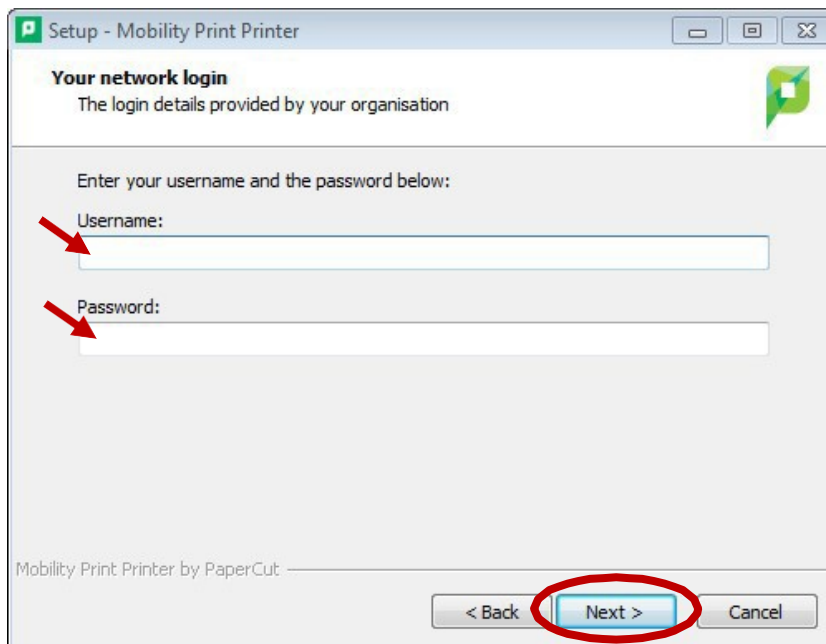 Setup - Mobility Print Printer
Your network login
The login details provided by your organisation
Enter your username and the password below:
Username:
Password:
Mobility Print Printer by PaperCut
< Back Next > Cancel